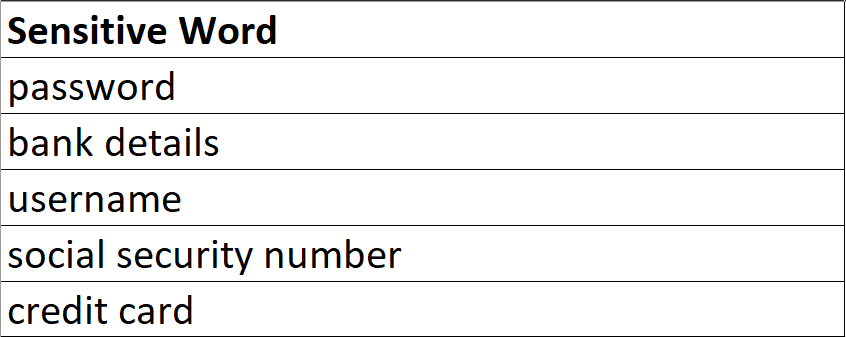 Sensitive Word
password
bank details
username
social security number
credit card